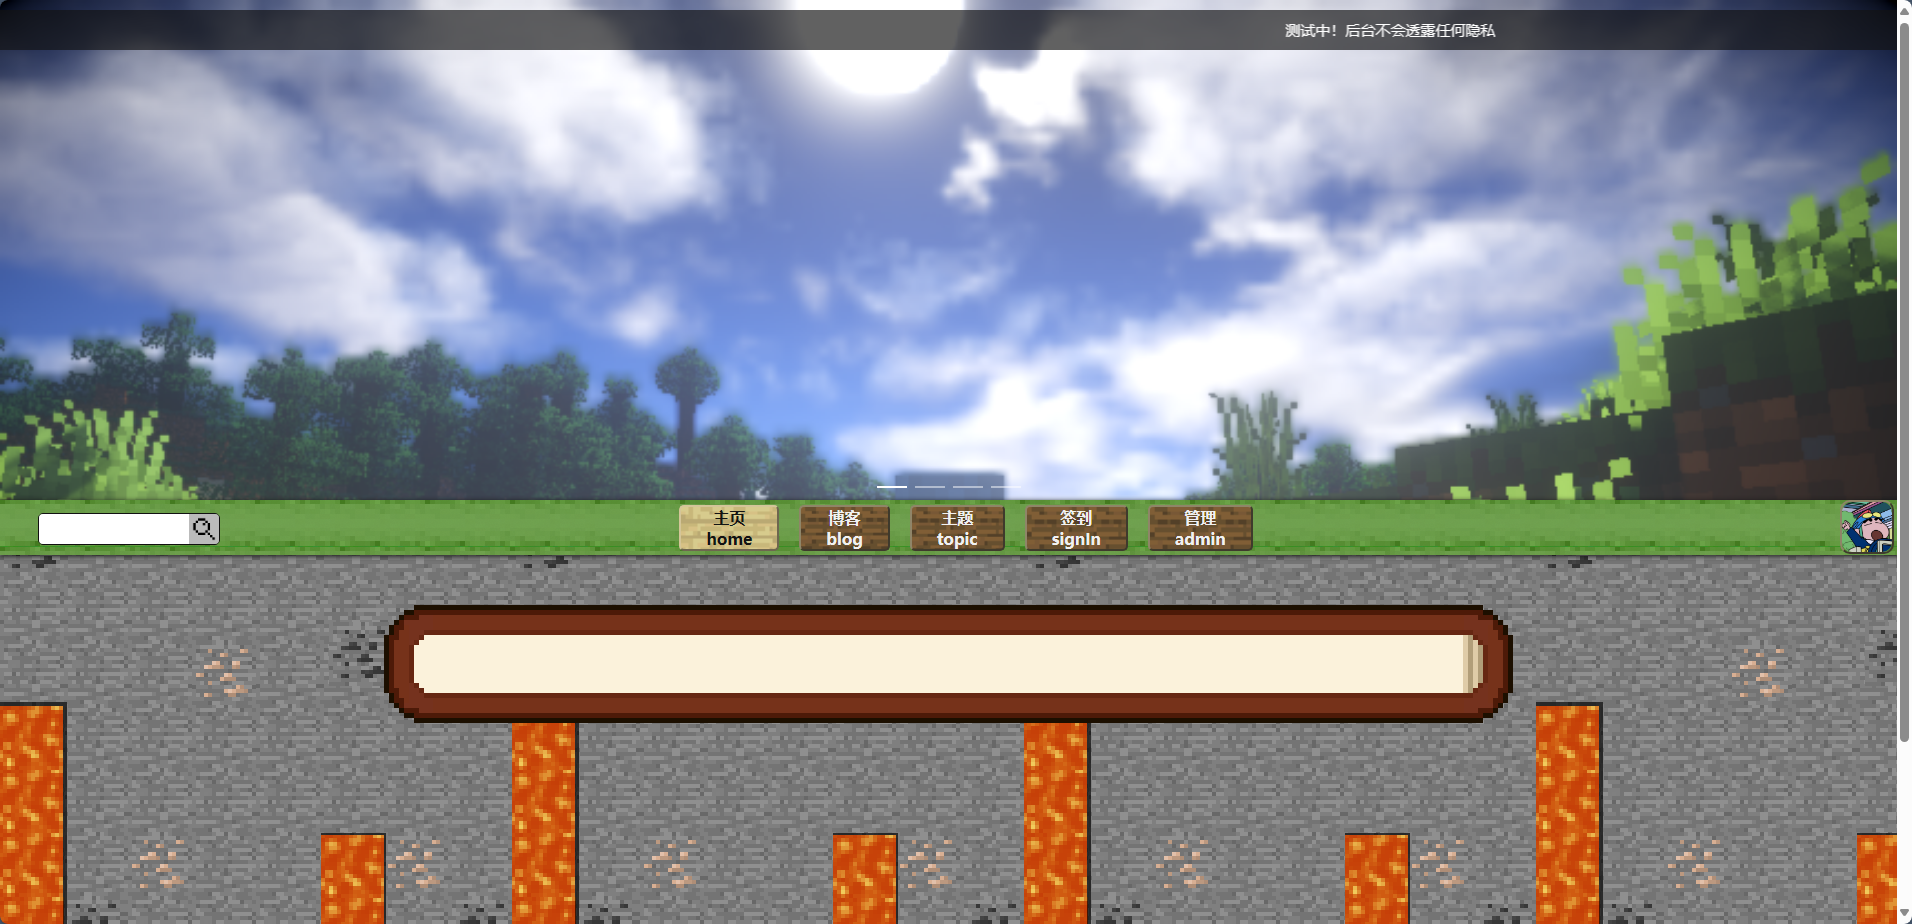 测试中！后台不会透露任何隐私
主页
home
博客
blog
主题
topic
签到
signIn
管理
admin